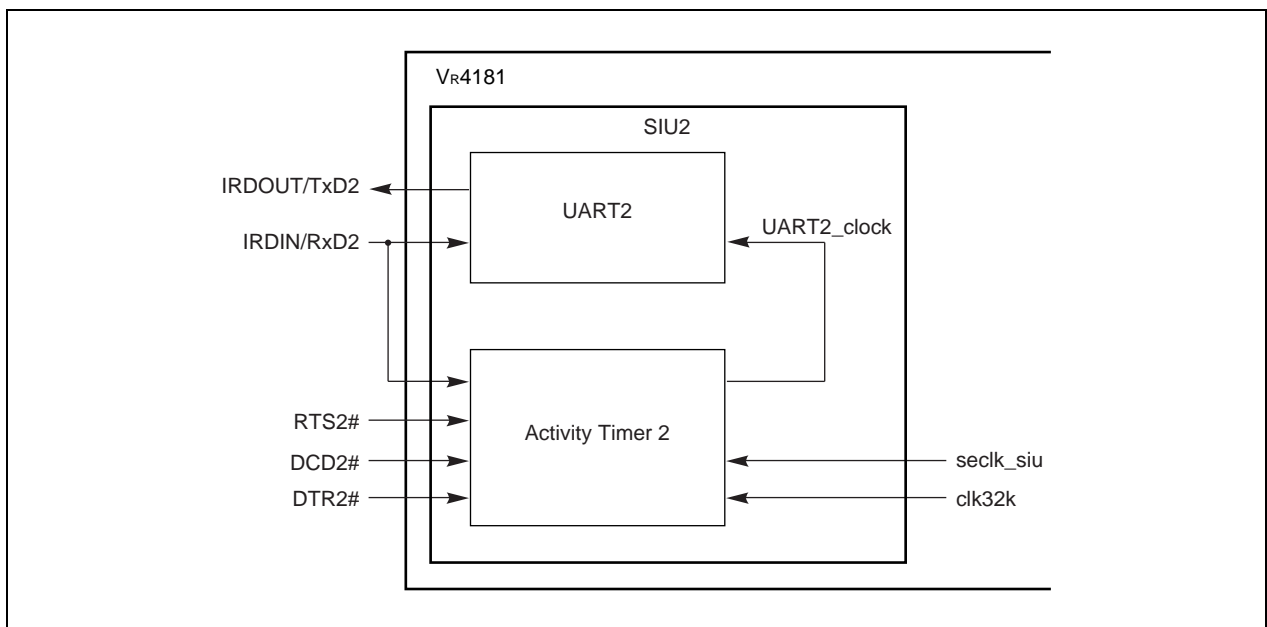 VR4181
SIU2
IRDOUT/TxD2
UART2
IRDIN/RxD2
UART2_clock
RTS2#
Activity Timer 2
DCD2#
seclk_siu
DTR2#
clk32k